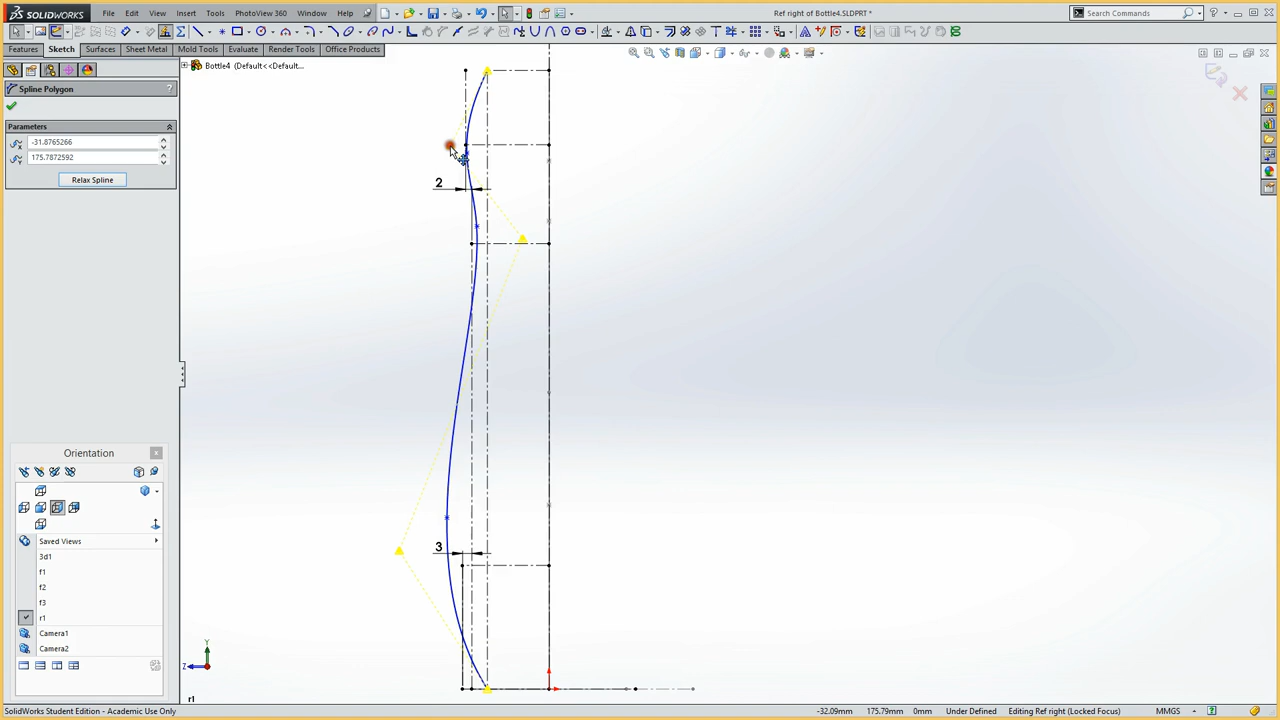 SOLIDWORKS File Edit View Insert Tools PhotoView 360 Window Help Ref right of Bottle4.SLDPRT * Search Commands
Features Sketch Surfaces Sheet Metal Mold Tools Evaluate Render Tools Office Products
Bottle4 (Default<<Default...
Spline Polygon
Parameters
-31.8765266
175.7872592
Relax Spline
2
3
Orientation
Saved Views
3d1
f1
f2
f3
r1
Camera1
Camera2
Y
Z
r1
SolidWorks Student Edition - Academic Use Only -32.09mm 175.79mm 0mm Under Defined Editing Ref right (Locked Focus) MMGS